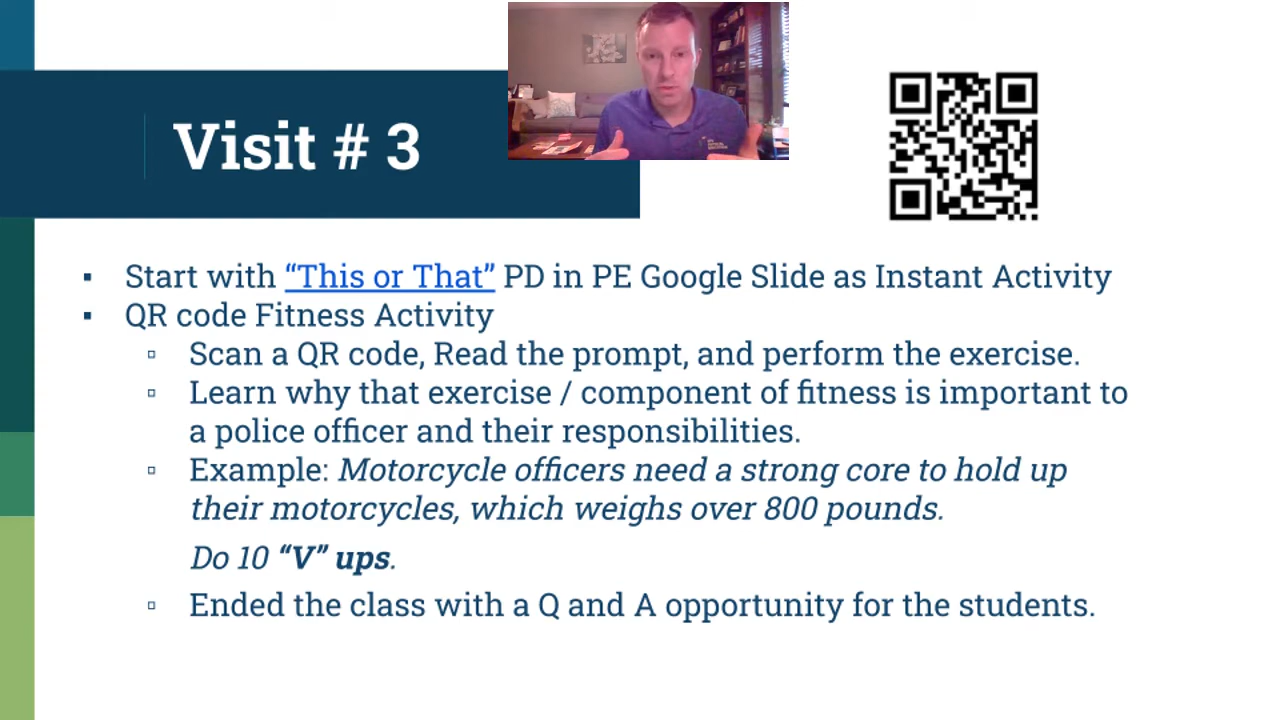 Visit # 3
▪ Start with “This or That” PD in PE Google Slide as Instant Activity
▪ QR code Fitness Activity
▫ Scan a QR code, Read the prompt, and perform the exercise.
▫ Learn why that exercise / component of fitness is important to
a police officer and their responsibilities.
▫ Example: Motorcycle officers need a strong core to hold up
their motorcycles, which weighs over 800 pounds.
Do 10 “V” ups.
▫ Ended the class with a Q and A opportunity for the students.